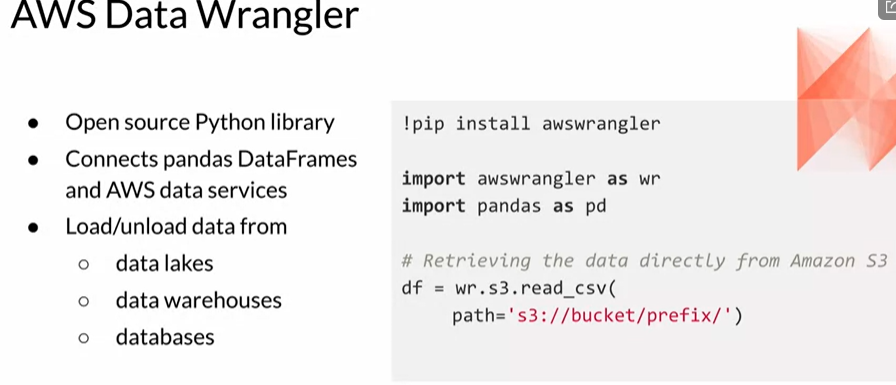 AWS Data Wrangler
● Open source Python library
● Connects pandas DataFrames
and AWS data services
● Load/unload data from
○ data lakes
○ data warehouses
○ databases
!pip install awswrangler
import awswrangler as wr
import pandas as pd
# Retrieving the data directly from Amazon S3
df = wr.s3.read_csv(
path='s3://bucket/prefix/')